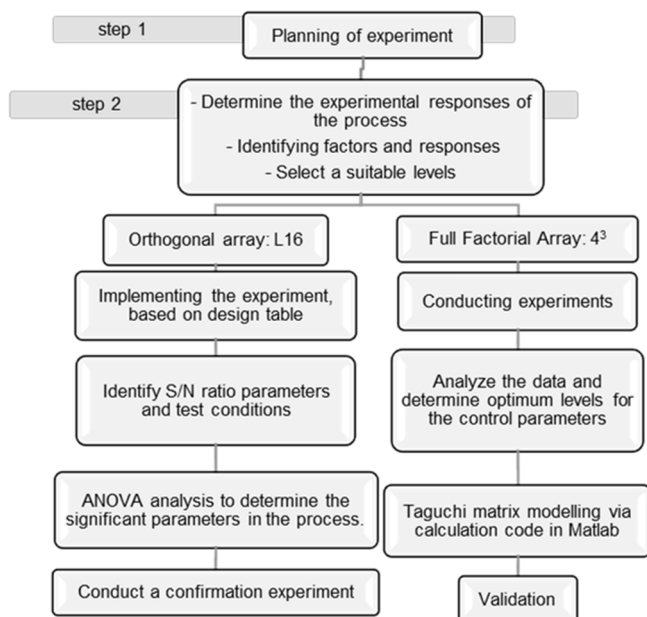 step 1
Planning of experiment
step 2
- Determine the experimental responses of
the process
- Identifying factors and responses
- Select a suitable levels
Orthogonal array: L16
Implementing the experiment,
based on design table
Identify S/N ratio parameters
and test conditions
ANOVA analysis to determine the
significant parameters in the process.
Conduct a confirmation experiment
Full Factorial Array: 4³
Conducting experiments
Analyze the data and
determine optimum levels for
the control parameters
Taguchi matrix modelling via
calculation code in Matlab
Validation